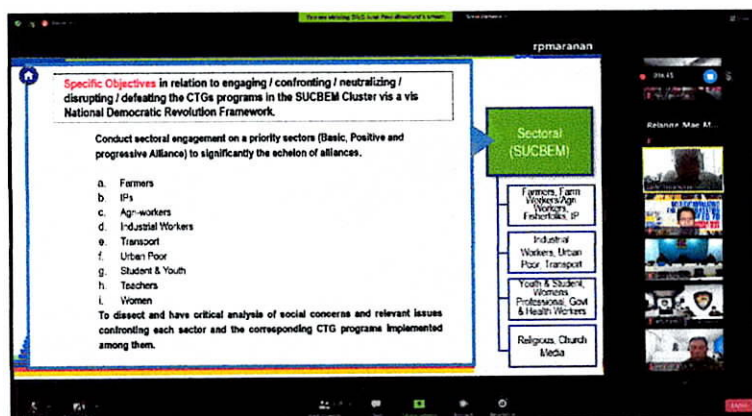 rpmaranan
Specific Objectives in relation to engaging / confronting / neutralizing /
disrupting / defeating the CTGs programs in the SUCBEM Cluster vis a vis
National Democratic Revolution Framework.
Conduct sectoral engagement on a priority sectors (Basic, Positive and
progressive Alliance) to significantly the echelon of alliances.
a. Farmers
b. IPs
c. Agri-workers
d. Industrial Workers
e. Transport
f. Urban Poor
g. Student & Youth
h. Teachers
i. Women
To dissect and have critical analysis of social concerns and relevant issues
confronting each sector and the corresponding CTG programs implemented
among them.
Sectoral
(SUCBEM)
Farmers, Farm
Workers/Agri
Workers,
Fisherfolks, IP
Industrial
Workers, Urban
Poor, Transport
Youth & Student,
Womens
Professional, Govt
& Health Workers
Religious, Church
Media
Relanne Mae M...